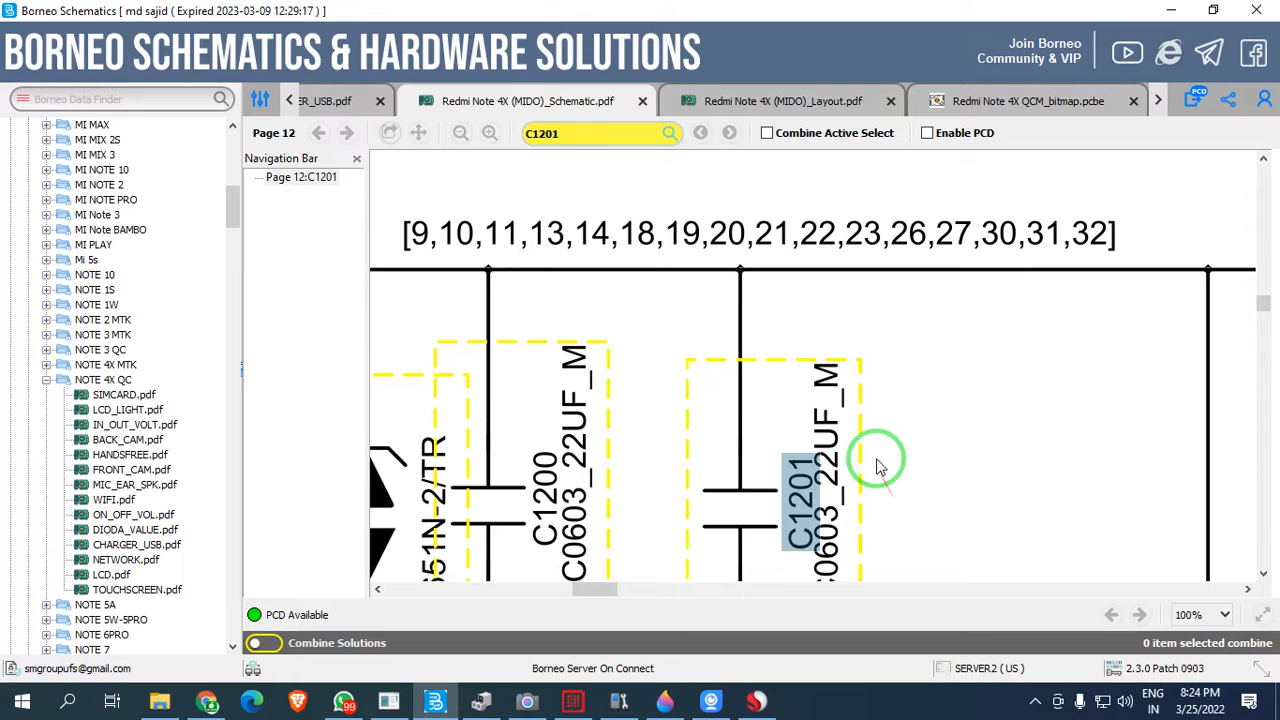 Borneo Schematics [ md sajid ( Expired 2023-03-09 12:29:17 ) ]
BORNEO SCHEMATICS & HARDWARE SOLUTIONS
Join Borneo
Community & VIP
Borneo Data Finder
ER_USB.pdf
Redmi Note 4X (MIDO)_Schematic.pdf
Redmi Note 4X (MIDO)_Layout.pdf
Redmi Note 4X QCM_bitmap.pcbe
PCD
Page 12
C1201
Combine Active Select
Enable PCD
Navigation Bar
Page 12:C1201
MI MAX
MI MIX 2S
MI MIX 3
MI NOTE 10
MI NOTE 2
MI NOTE PRO
MI Note 3
MI Note BAMBO
MI PLAY
Mi 5s
NOTE 10
NOTE 1S
NOTE 1W
NOTE 2 MTK
NOTE 3 MTK
NOTE 3 QC
NOTE 4X MTK
NOTE 4X QC
SIMCARD.pdf
LCD_LIGHT.pdf
IN_OUT_VOLT.pdf
BACK_CAM.pdf
HANDSFREE.pdf
FRONT_CAM.pdf
MIC_EAR_SPK.pdf
WIFI.pdf
ON_OFF_VOL.pdf
DIODA_VALUE.pdf
CHARGER_USB.pdf
NETWORK.pdf
LCD.pdf
TOUCHSCREEN.pdf
NOTE 5A
NOTE 5W-5PRO
NOTE 6PRO
NOTE 7
[9,10,11,13,14,18,19,20,21,22,23,26,27,30,31,32]
651N-2/TR
C1200
C0603_22UF_M
C1201
C0603_22UF_M
PCD Available
100%
Combine Solutions
0 item selected combine
smgroupufs@gmail.com
Borneo Server On Connect
SERVER2 ( US )
2.3.0 Patch 0903
99
ENG
IN
8:24 PM
3/25/2022